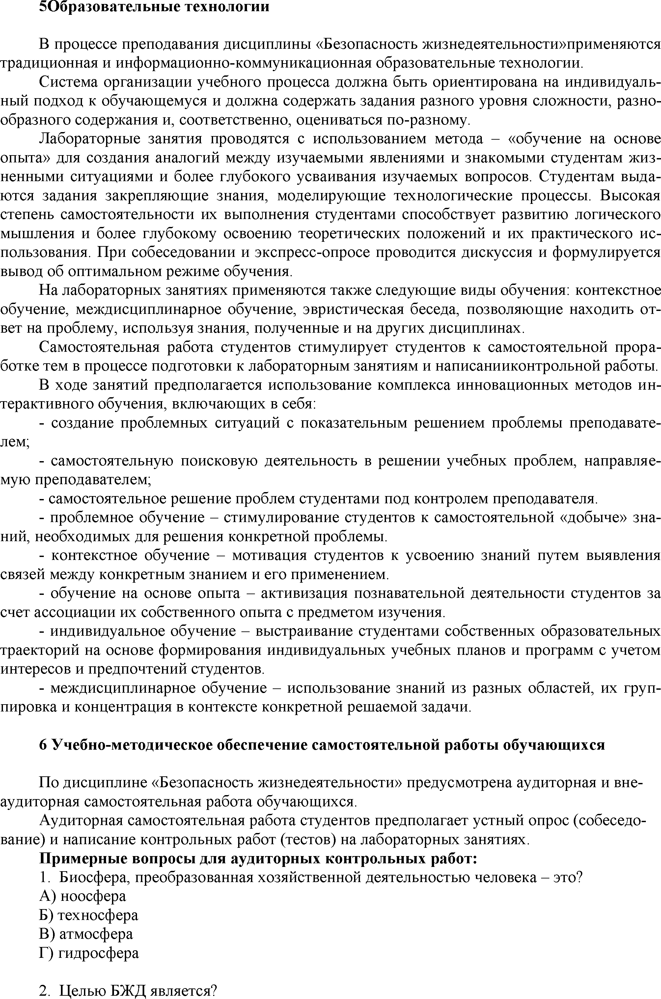 5Образовательные технологии
В процессе преподавания дисциплины «Безопасность жизнедеятельности»применяются
традиционная и информационно-коммуникационная образовательные технологии.
Система организации учебного процесса должна быть ориентирована на индивидуаль-
ный подход к обучающемуся и должна содержать задания разного уровня сложности, разно-
образного содержания и, соответственно, оцениваться по-разному.
Лабораторные занятия проводятся с использованием метода – «обучение на основе
опыта» для создания аналогий между изучаемыми явлениями и знакомыми студентам жиз-
ненными ситуациями и более глубокого усваивания изучаемых вопросов. Студентам выда-
ются задания закрепляющие знания, моделирующие технологические процессы. Высокая
степень самостоятельности их выполнения студентами способствует развитию логического
мышления и более глубокому освоению теоретических положений и их практического ис-
пользования. При собеседовании и экспресс-опросе проводится дискуссия и формулируется
вывод об оптимальном режиме обучения.
На лабораторных занятиях применяются также следующие виды обучения: контекстное
обучение, междисциплинарное обучение, эвристическая беседа, позволяющие находить от-
вет на проблему, используя знания, полученные и на других дисциплинах.
Самостоятельная работа студентов стимулирует студентов к самостоятельной прора-
ботке тем в процессе подготовки к лабораторным занятиям и написанииконтрольной работы.
В ходе занятий предполагается использование комплекса инновационных методов ин-
терактивного обучения, включающих в себя:
- создание проблемных ситуаций с показательным решением проблемы преподавате-
лем;
- самостоятельную поисковую деятельность в решении учебных проблем, направляе-
мую преподавателем;
- самостоятельное решение проблем студентами под контролем преподавателя.
- проблемное обучение – стимулирование студентов к самостоятельной «добыче» зна-
ний, необходимых для решения конкретной проблемы.
- контекстное обучение – мотивация студентов к усвоению знаний путем выявления
связей между конкретным знанием и его применением.
- обучение на основе опыта – активизация познавательной деятельности студентов за
счет ассоциации их собственного опыта с предметом изучения.
- индивидуальное обучение – выстраивание студентами собственных образовательных
траекторий на основе формирования индивидуальных учебных планов и программ с учетом
интересов и предпочтений студентов.
- междисциплинарное обучение – использование знаний из разных областей, их груп-
пировка и концентрация в контексте конкретной решаемой задачи.
6 Учебно-методическое обеспечение самостоятельной работы обучающихся
По дисциплине «Безопасность жизнедеятельности» предусмотрена аудиторная и вне-
аудиторная самостоятельная работа обучающихся.
Аудиторная самостоятельная работа студентов предполагает устный опрос (собеседо-
вание) и написание контрольных работ (тестов) на лабораторных занятиях.
Примерные вопросы для аудиторных контрольных работ:
1. Биосфера, преобразованная хозяйственной деятельностью человека – это?
А) ноосфера
Б) техносфера
В) атмосфера
Г) гидросфера
2. Целью БЖД является?